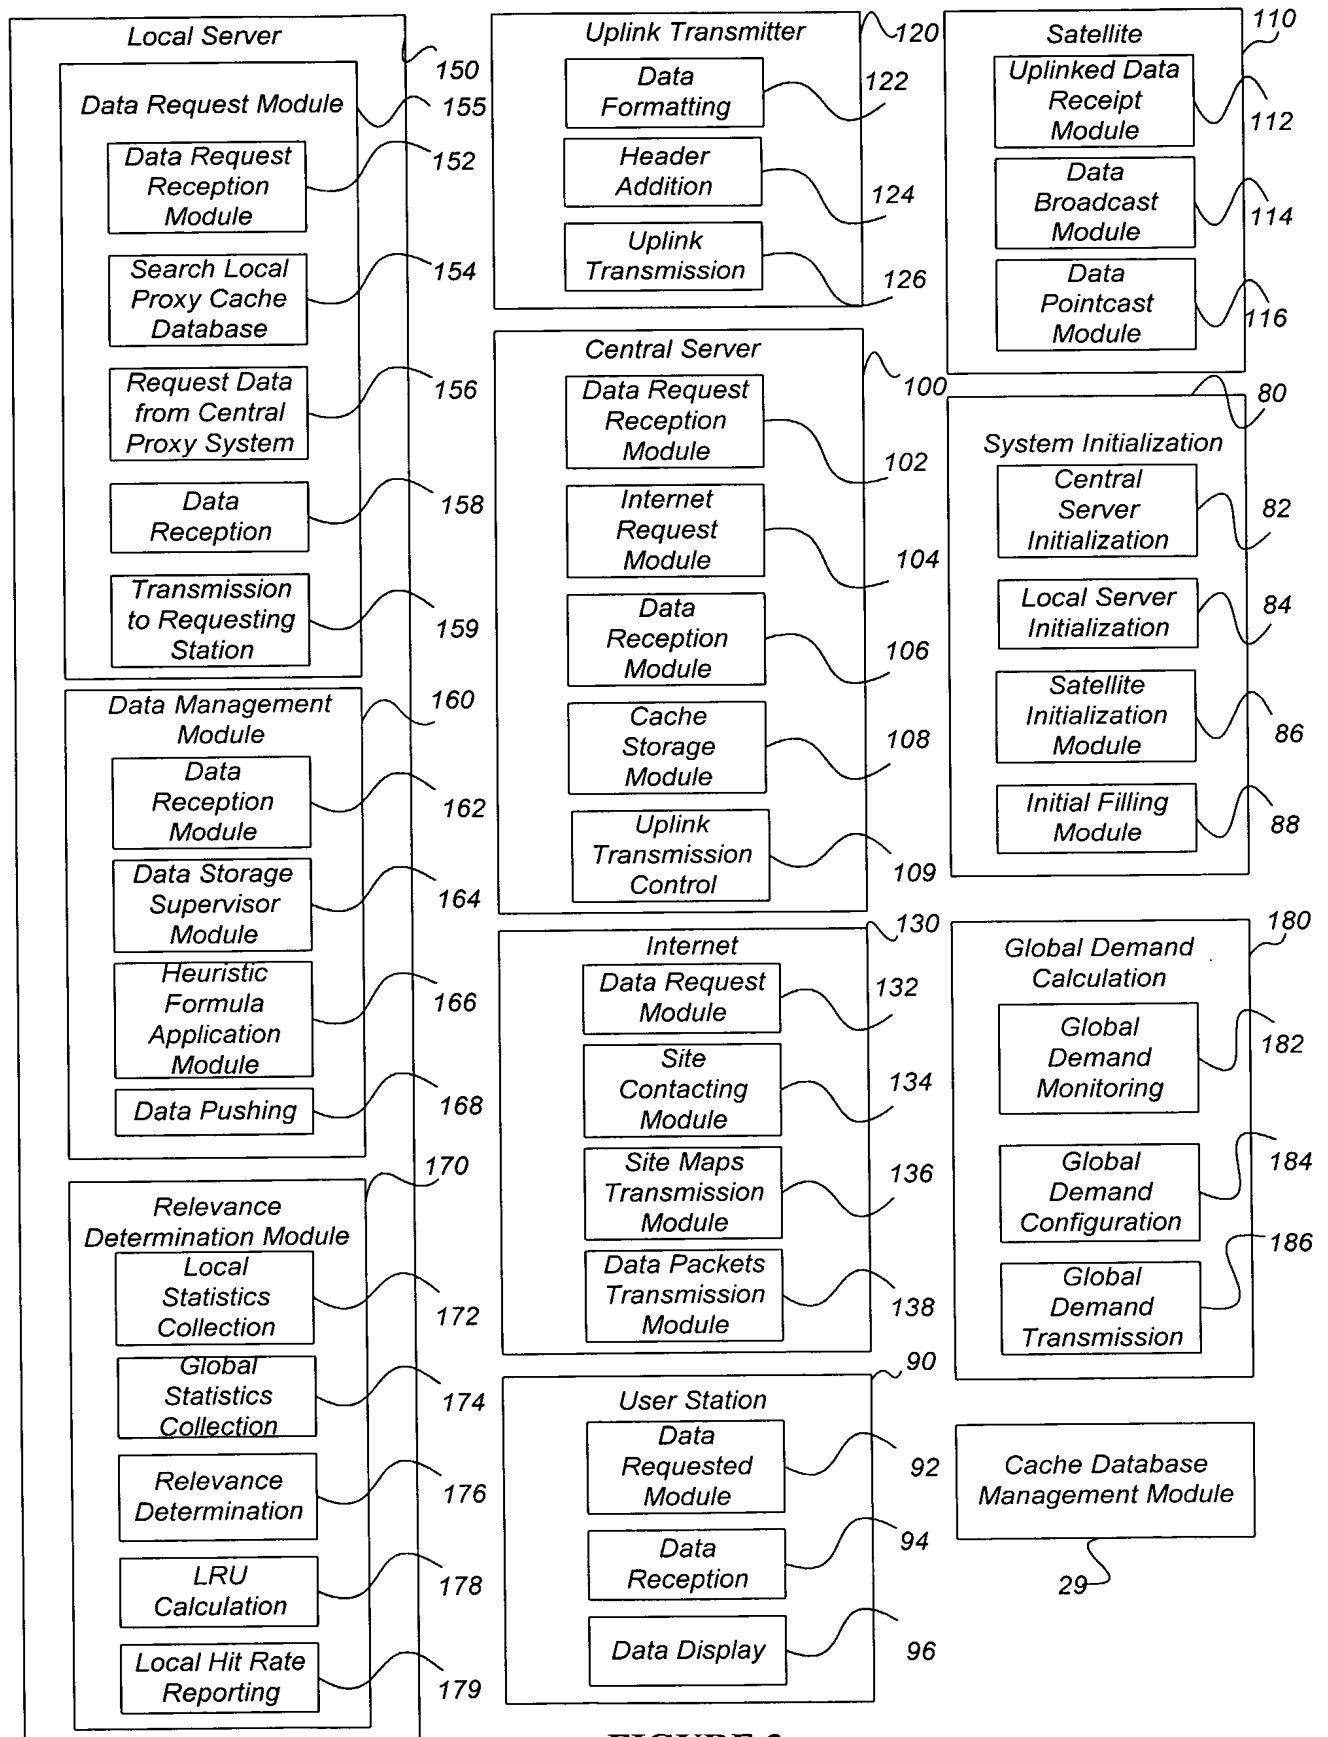 Local Server
150
Data Request Module
155
Data Request
Reception
Module
152
Search Local
Proxy Cache
Database
154
Request Data
from Central
Proxy System
156
Data
Reception
158
Transmission
to Requesting
Station
159
Data Management
Module
160
Data
Reception
Module
162
Data Storage
Supervisor
Module
164
Heuristic
Formula
Application
Module
166
Data Pushing
168
170
Relevance
Determination Module
Local
Statistics
Collection
172
Global
Statistics
Collection
174
Relevance
Determination
176
LRU
Calculation
178
Local Hit Rate
Reporting
179
Uplink Transmitter
120
Data
Formatting
122
Header
Addition
124
Uplink
Transmission
126
Central Server
100
Data Request
Reception
Module
102
Internet
Request
Module
104
Data
Reception
Module
106
Cache
Storage
Module
108
Uplink
Transmission
Control
109
130
Internet
Data Request
Module
132
Site
Contacting
Module
134
Site Maps
Transmission
Module
136
Data Packets
Transmission
Module
138
90
User Station
Data
Requested
Module
92
Data
Reception
94
Data Display
96
Satellite
110
Uplinked Data
Receipt
Module
112
Data
Broadcast
Module
114
Data
Pointcast
Module
116
80
System Initialization
Central
Server
Initialization
82
Local Server
Initialization
84
Satellite
Initialization
Module
86
Initial Filling
Module
88
180
Global Demand
Calculation
Global
Demand
Monitoring
182
Global
Demand
Configuration
184
Global
Demand
Transmission
186
Cache Database
Management Module
29